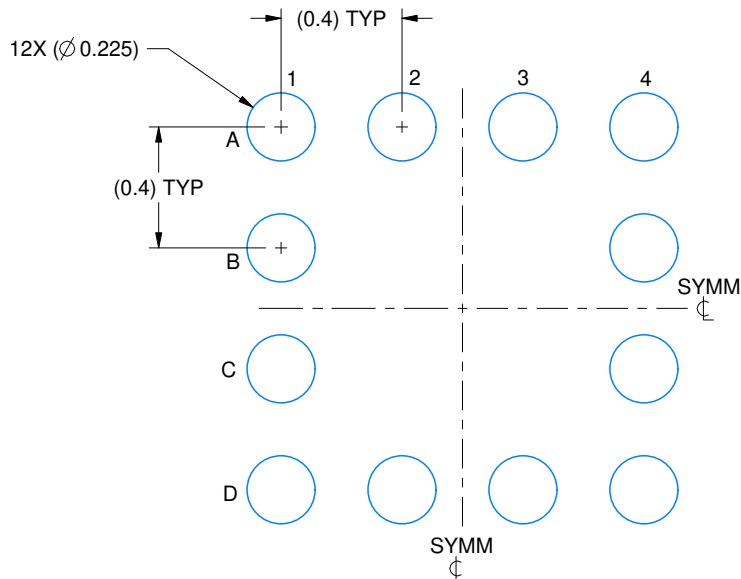 (0.4) TYP
12X (∅ 0.225)
1
2
3
4
A
(0.4) TYP
B
SYMM
℄
C
D
SYMM
℄